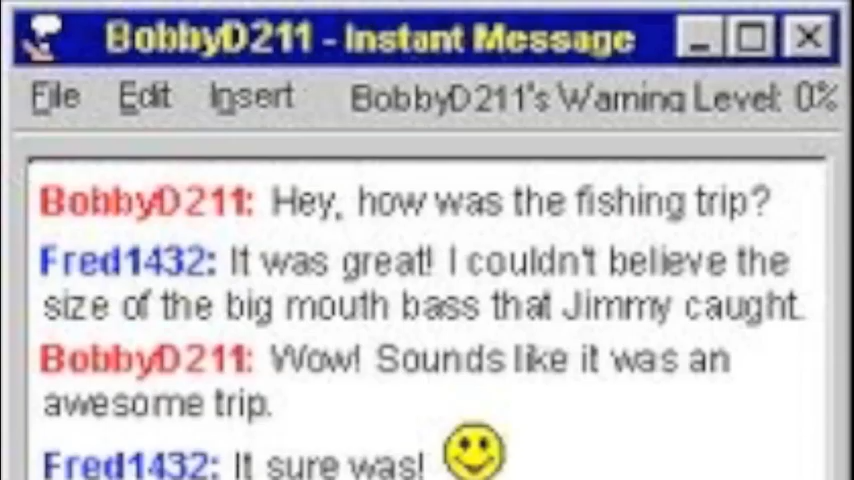 BobbyD211 - Instant Message
File Edit Insert BobbyD211's Warning Level: 0%
BobbyD211: Hey, how was the fishing trip?
Fred1432: It was great! I couldn't believe the
size of the big mouth bass that Jimmy caught.
BobbyD211: Wow! Sounds like it was an
awesome trip.
Fred1432: It sure was!